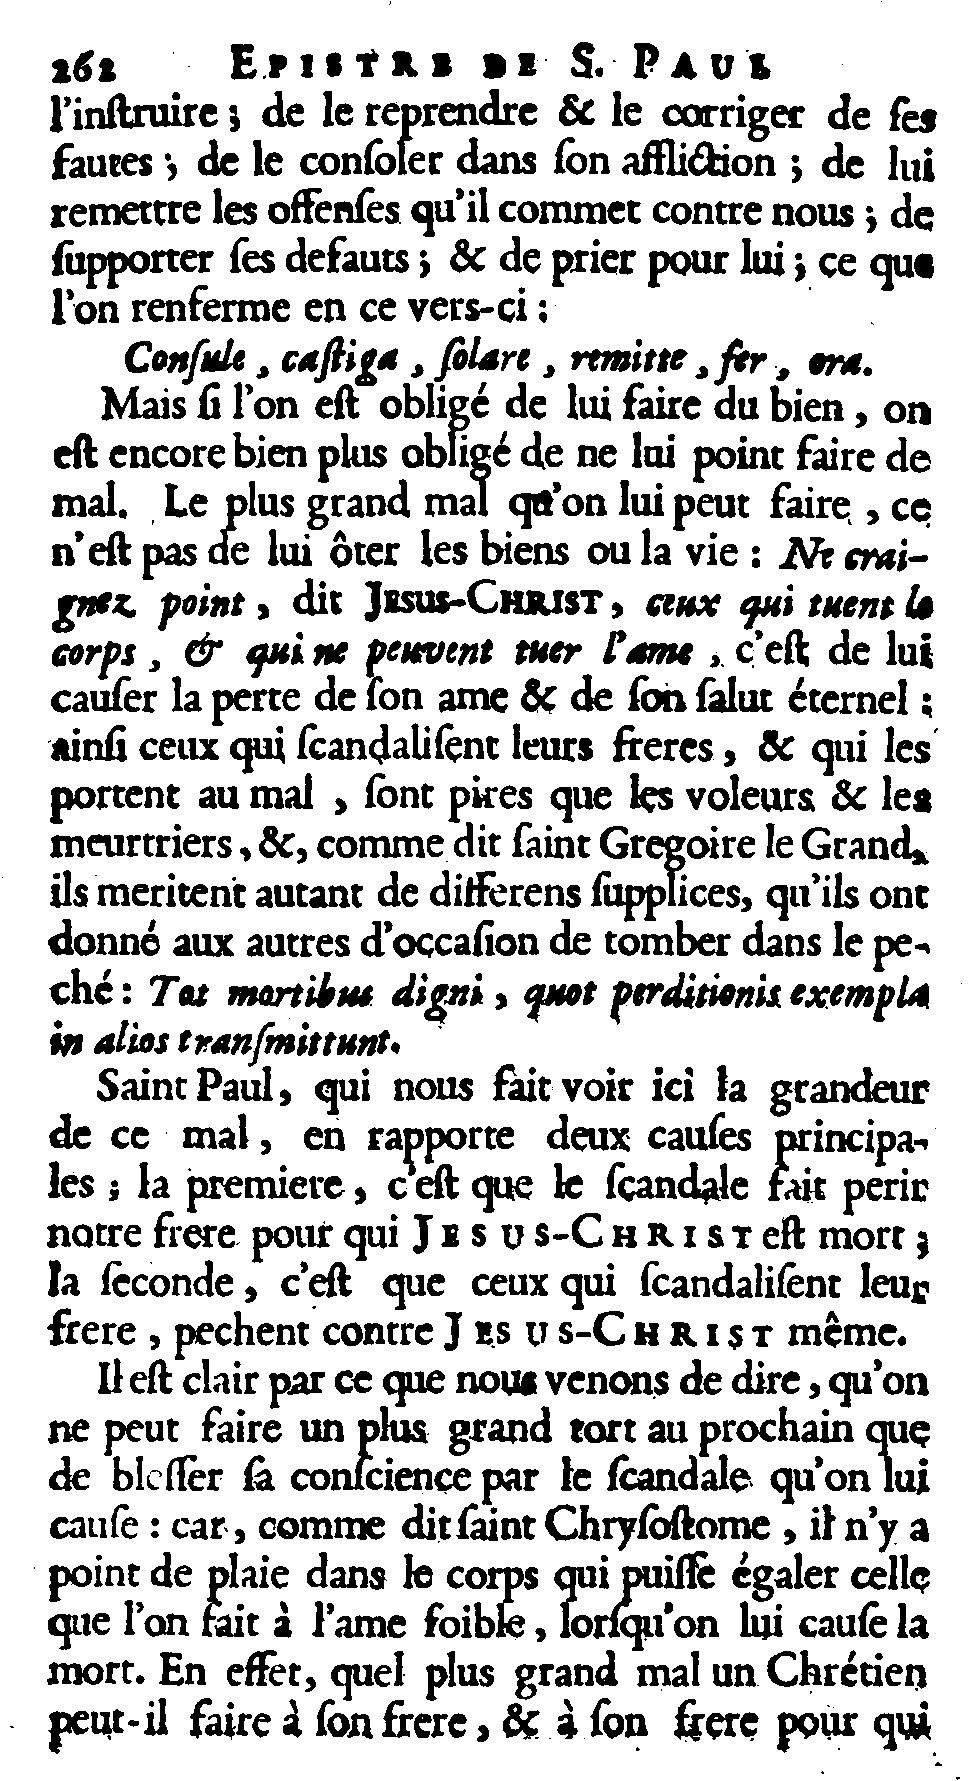 262 EPISTRE DE S. PAUL
l'inſtruire ; de le reprendre & le corriger de ſes
fautes ; de le conſoler dans ſon affliction ; de lui
remettre les offenſes qu'il commet contre nous ; de
ſupporter ſes defauts ; & de prier pour lui ; ce que
l'on renferme en ce vers-ci :
Conſule, caſtiga, ſolare, remitte, fer, ora.
Mais ſi l'on eſt obligé de lui faire du bien, on
eſt encore bien plus obligé de ne lui point faire de
mal. Le plus grand mal qu'on lui peut faire, ce
n'eſt pas de lui ôter les biens ou la vie : Ne crai-
gnez point, dit JESUS-CHRIST, ceux qui tuent le
corps, & qui ne peuvent tuer l'ame, c'eſt de lui
cauſer la perte de ſon ame & de ſon ſalut éternel ;
ainſi ceux qui ſcandaliſent leurs freres, & qui les
portent au mal, ſont pires que les voleurs & les
meurtriers, &, comme dit ſaint Gregoire le Grand,
ils meritent autant de differens ſupplices, qu'ils ont
donné aux autres d'occaſion de tomber dans le pe-
ché : Tot mortibus digni, quot perditionis exempla
in alios tranſmittunt.
Saint Paul, qui nous fait voir ici la grandeur
de ce mal, en rapporte deux cauſes principa-
les ; la premiere, c'eſt que le ſcandale fait perir
notre frere pour qui JESUS-CHRIST eſt mort ;
la ſeconde, c'eſt que ceux qui ſcandaliſent leur
frere, pechent contre JESUS-CHRIST même.
Il eſt clair par ce que nous venons de dire, qu'on
ne peut faire un plus grand tort au prochain que
de bleſſer ſa conſcience par le ſcandale qu'on lui
cauſe : car, comme dit ſaint Chryſoſtome, il n'y a
point de plaie dans le corps qui puiſſe égaler celle
que l'on fait à l'ame foible, lorſqu'on lui cauſe la
mort. En effet, quel plus grand mal un Chrétien
peut-il faire à ſon frere, & à ſon frere pour qui